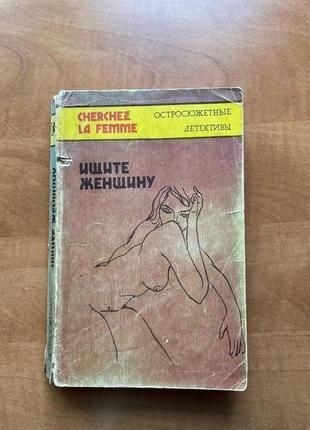 CHERCHEZ
LA FEMME
ОСТРОСЮЖЕТНЫЕ
ДЕТЕКТИВЫ
ИЩИТЕ
ЖЕНЩИНУ